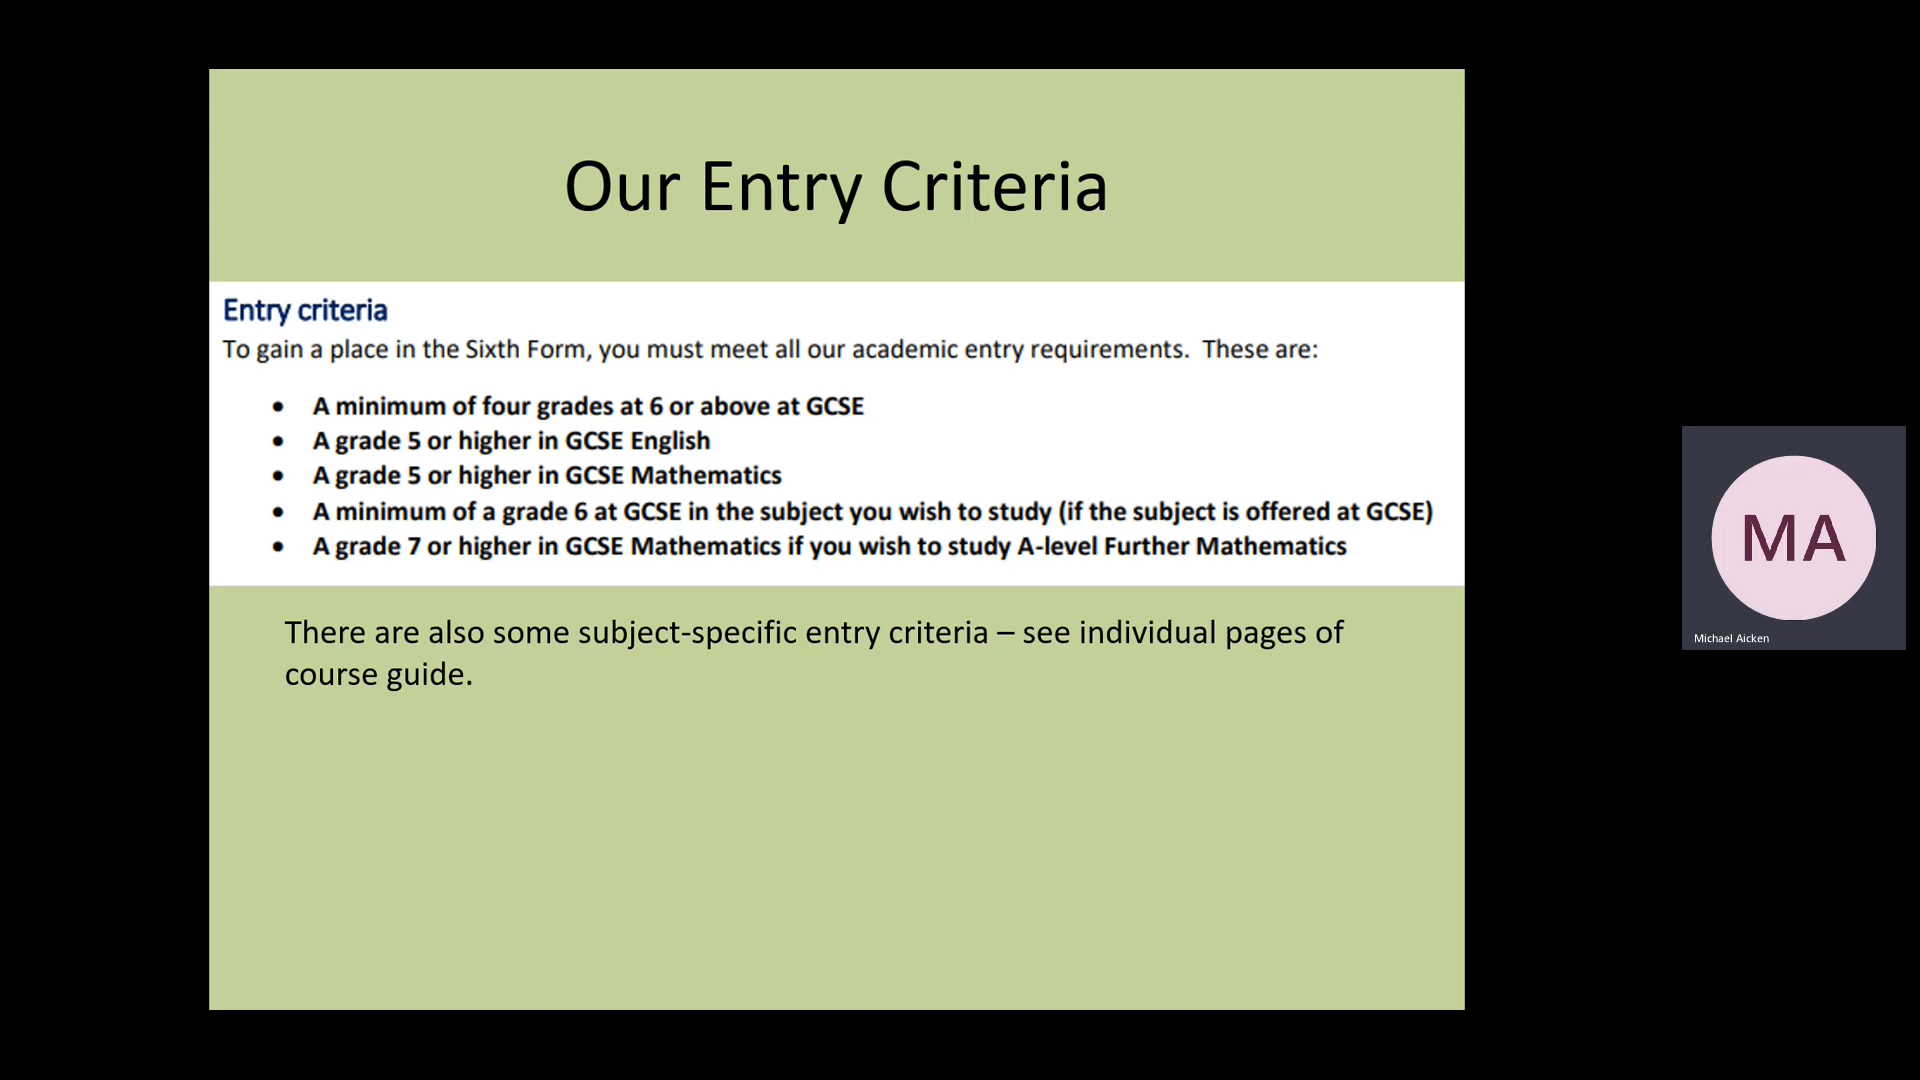 Our Entry Criteria
Entry criteria
To gain a place in the Sixth Form, you must meet all our academic entry requirements.  These are:
• A minimum of four grades at 6 or above at GCSE
• A grade 5 or higher in GCSE English
• A grade 5 or higher in GCSE Mathematics
• A minimum of a grade 6 at GCSE in the subject you wish to study (if the subject is offered at GCSE)
• A grade 7 or higher in GCSE Mathematics if you wish to study A-level Further Mathematics
There are also some subject-specific entry criteria – see individual pages of
course guide.
MA
Michael Aicken